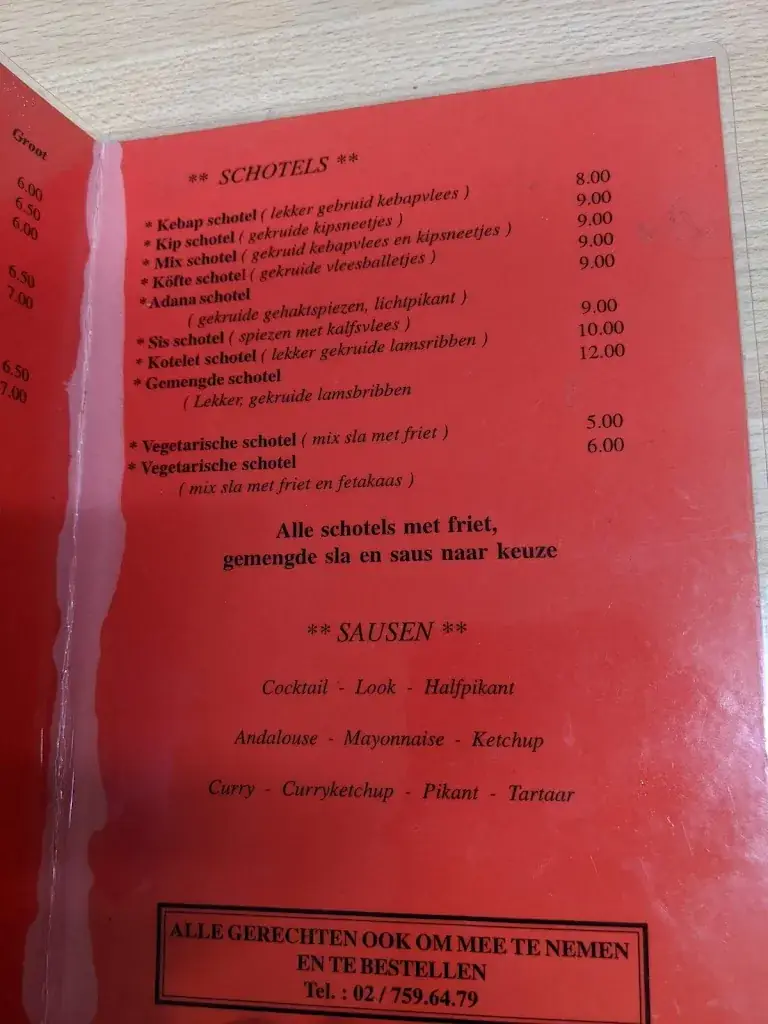 Groot
6.00
6.50
6.00
6.50
7.00
6.50
7.00
** SCHOTELS **
* Kebap schotel ( lekker gebruid kebapvlees ) 8.00
* Kip schotel ( gekruide kipsneetjes ) 9.00
* Mix schotel ( gekruid kebapvlees en kipsneetjes ) 9.00
* Köfte schotel ( gekruide vleesballetjes ) 9.00
* Adana schotel 9.00
( gekruide gehaktspiezen, lichtpikant )
* Sis schotel ( spiezen met kalfsvlees ) 9.00
* Kotelet schotel ( lekker gekruide lamsribben ) 10.00
* Gemengde schotel 12.00
( Lekker, gekruide lamsbribben
* Vegetarische schotel ( mix sla met friet ) 5.00
* Vegetarische schotel 6.00
( mix sla met friet en fetakaas )
Alle schotels met friet,
gemengde sla en saus naar keuze
** SAUSEN **
Cocktail - Look - Halfpikant
Andalouse - Mayonnaise - Ketchup
Curry - Curryketchup - Pikant - Tartaar
ALLE GERECHTEN OOK OM MEE TE NEMEN
EN TE BESTELLEN
Tel. : 02 / 759.64.79